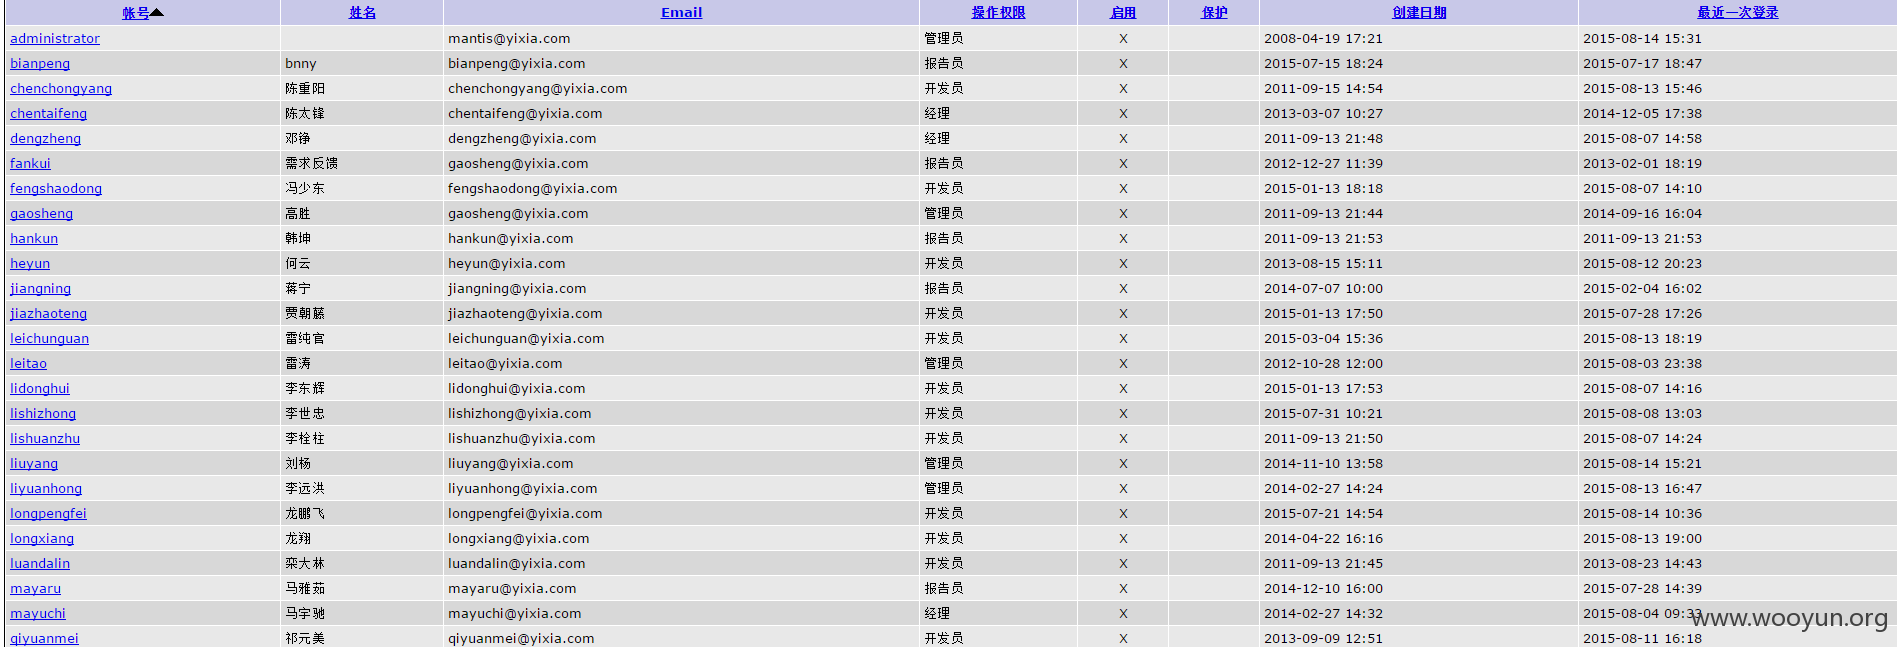 帐号 姓名 Email 操作权限 启用 保护 创建日期 最近一次登录
administrator mantis@yixia.com 管理员 X 2008-04-19 17:21 2015-08-14 15:31
bianpeng bnny bianpeng@yixia.com 报告员 X 2015-07-15 18:24 2015-07-17 18:47
chenchongyang 陈重阳 chenchongyang@yixia.com 开发员 X 2011-09-15 14:54 2015-08-13 15:46
chentaifeng 陈太锋 chentaifeng@yixia.com 经理 X 2013-03-07 10:27 2014-12-05 17:38
dengzheng 邓铮 dengzheng@yixia.com 经理 X 2011-09-13 21:48 2015-08-07 14:58
fankui 需求反馈 gaosheng@yixia.com 报告员 X 2012-12-27 11:39 2013-02-01 18:19
fengshaodong 冯少东 fengshaodong@yixia.com 开发员 X 2015-01-13 18:18 2015-08-07 14:10
gaosheng 高胜 gaosheng@yixia.com 管理员 X 2011-09-13 21:44 2014-09-16 16:04
hankun 韩坤 hankun@yixia.com 报告员 X 2011-09-13 21:53 2011-09-13 21:53
heyun 何云 heyun@yixia.com 开发员 X 2013-08-15 15:11 2015-08-12 20:23
jiangning 蒋宁 jiangning@yixia.com 报告员 X 2014-07-07 10:00 2015-02-04 16:02
jiazhaoteng 贾朝藤 jiazhaoteng@yixia.com 开发员 X 2015-01-13 17:50 2015-07-28 17:26
leichunguan 雷纯官 leichunguan@yixia.com 开发员 X 2015-03-04 15:36 2015-08-13 18:19
leitao 雷涛 leitao@yixia.com 管理员 X 2012-10-28 12:00 2015-08-03 23:38
lidonghui 李东辉 lidonghui@yixia.com 开发员 X 2015-01-13 17:53 2015-08-07 14:16
lishizhong 李世忠 lishizhong@yixia.com 开发员 X 2015-07-31 10:21 2015-08-08 13:03
lishuanzhu 李栓柱 lishuanzhu@yixia.com 开发员 X 2011-09-13 21:50 2015-08-07 14:24
liuyang 刘杨 liuyang@yixia.com 管理员 X 2014-11-10 13:58 2015-08-14 15:21
liyuanhong 李远洪 liyuanhong@yixia.com 管理员 X 2014-02-27 14:24 2015-08-13 16:47
longpengfei 龙鹏飞 longpengfei@yixia.com 开发员 X 2015-07-21 14:54 2015-08-14 10:36
longxiang 龙翔 longxiang@yixia.com 开发员 X 2014-04-22 16:16 2015-08-13 19:00
luandalin 栾大林 luandalin@yixia.com 开发员 X 2011-09-13 21:45 2013-08-23 14:43
mayaru 马雅茹 mayaru@yixia.com 报告员 X 2014-12-10 16:00 2015-07-28 14:39
mayuchi 马宇驰 mayuchi@yixia.com 经理 X 2014-02-27 14:32 2015-08-04 09:33
www.wooyun.org
qiyuanmei 祁元美 qiyuanmei@yixia.com 开发员 X 2013-09-09 12:51 2015-08-11 16:18